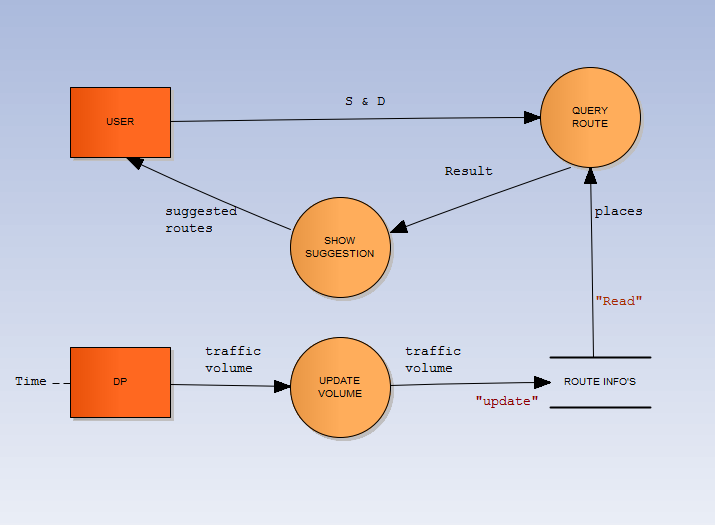 S & D
USER
QUERY
ROUTE
Result
suggested
routes
places
SHOW
SUGGESTION
"Read"
traffic
volume
traffic
volume
Time
DP
UPDATE
VOLUME
ROUTE INFO'S
"update"